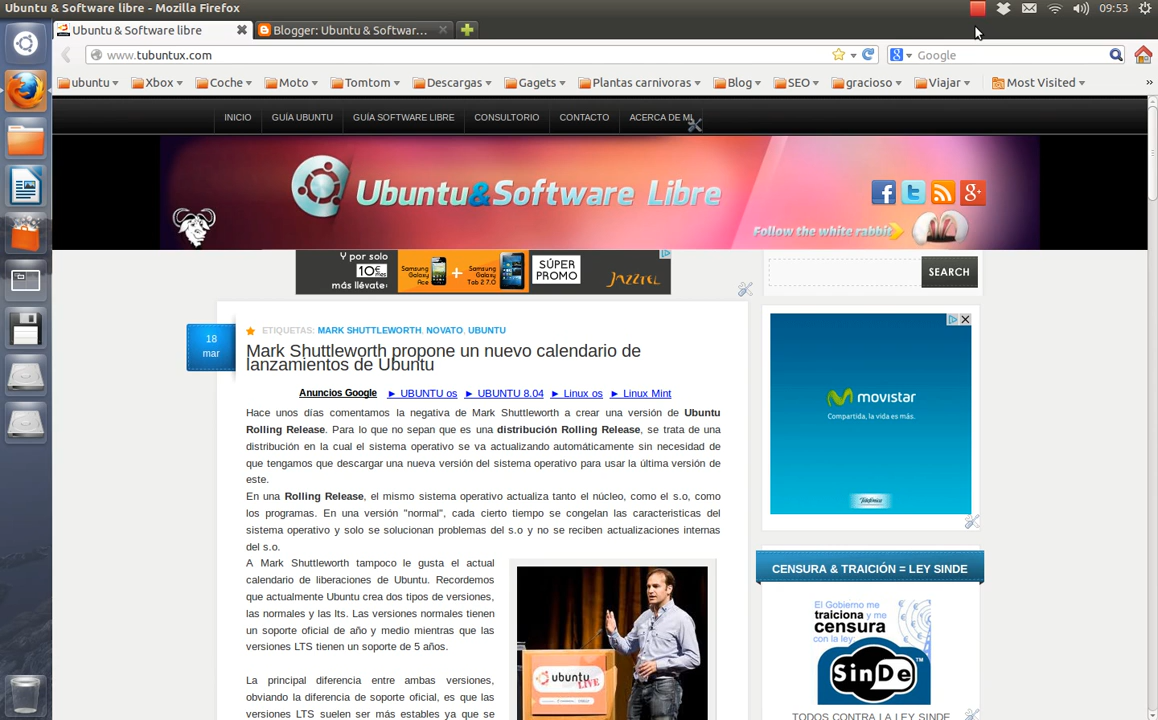 Ubuntu & Software libre - Mozilla Firefox
09:53
Ubuntu & Software libre
Blogger: Ubuntu & Softwar...
www.tubuntux.com
Google
ubuntu
Xbox
Coche
Moto
Tomtom
Descargas
Gagets
Plantas carnivoras
Blog
SEO
gracioso
Viajar
Most Visited
»
INICIO
GUÍA UBUNTU
GUÍA SOFTWARE LIBRE
CONSULTORIO
CONTACTO
ACERCA DE MI
Ubuntu&Software Libre
Follow the white rabbit
Y por solo
10€/mes
más llévate:
Samsung
Galaxy
Ace
+
Samsung
Galaxy
Tab 2 7.0
SÚPER
PROMO
JAZZTEL
SEARCH
18
mar
ETIQUETAS: MARK SHUTTLEWORTH, NOVATO, UBUNTU
Mark Shuttleworth propone un nuevo calendario de
lanzamientos de Ubuntu
Anuncios Google ► UBUNTU os ► UBUNTU 8.04 ► Linux os ► Linux Mint
Hace unos días comentamos la negativa de Mark Shuttleworth a crear una versión de Ubuntu
Rolling Release. Para lo que no sepan que es una distribución Rolling Release, se trata de una
distribución en la cual el sistema operativo se va actualizando automáticamente sin necesidad de
que tengamos que descargar una nueva versión del sistema operativo para usar la última versión de
este.
En una Rolling Release, el mismo sistema operativo actualiza tanto el núcleo, como el s.o, como
los programas. En una versión "normal", cada cierto tiempo se congelan las caracteristicas del
sistema operativo y solo se solucionan problemas del s.o y no se reciben actualizaciones internas
del s.o.
A Mark Shuttleworth tampoco le gusta el actual
calendario de liberaciones de Ubuntu. Recordemos
que actualmente Ubuntu crea dos tipos de versiones,
las normales y las lts. Las versiones normales tienen
un soporte oficial de año y medio mientras que las
versiones LTS tienen un soporte de 5 años.
La principal diferencia entre ambas versiones,
obviando la diferencia de soporte oficial, es que las
versiones LTS suelen ser más estables ya que se
ubuntu
LIVE
movistar
Compartida, la vida es más.
Telefónica
CENSURA & TRAICIÓN = LEY SINDE
El Gobierno me
traiciona y me
censura
con la ley:
SinDe
TM
TODOS CONTRA LA LEY SINDE